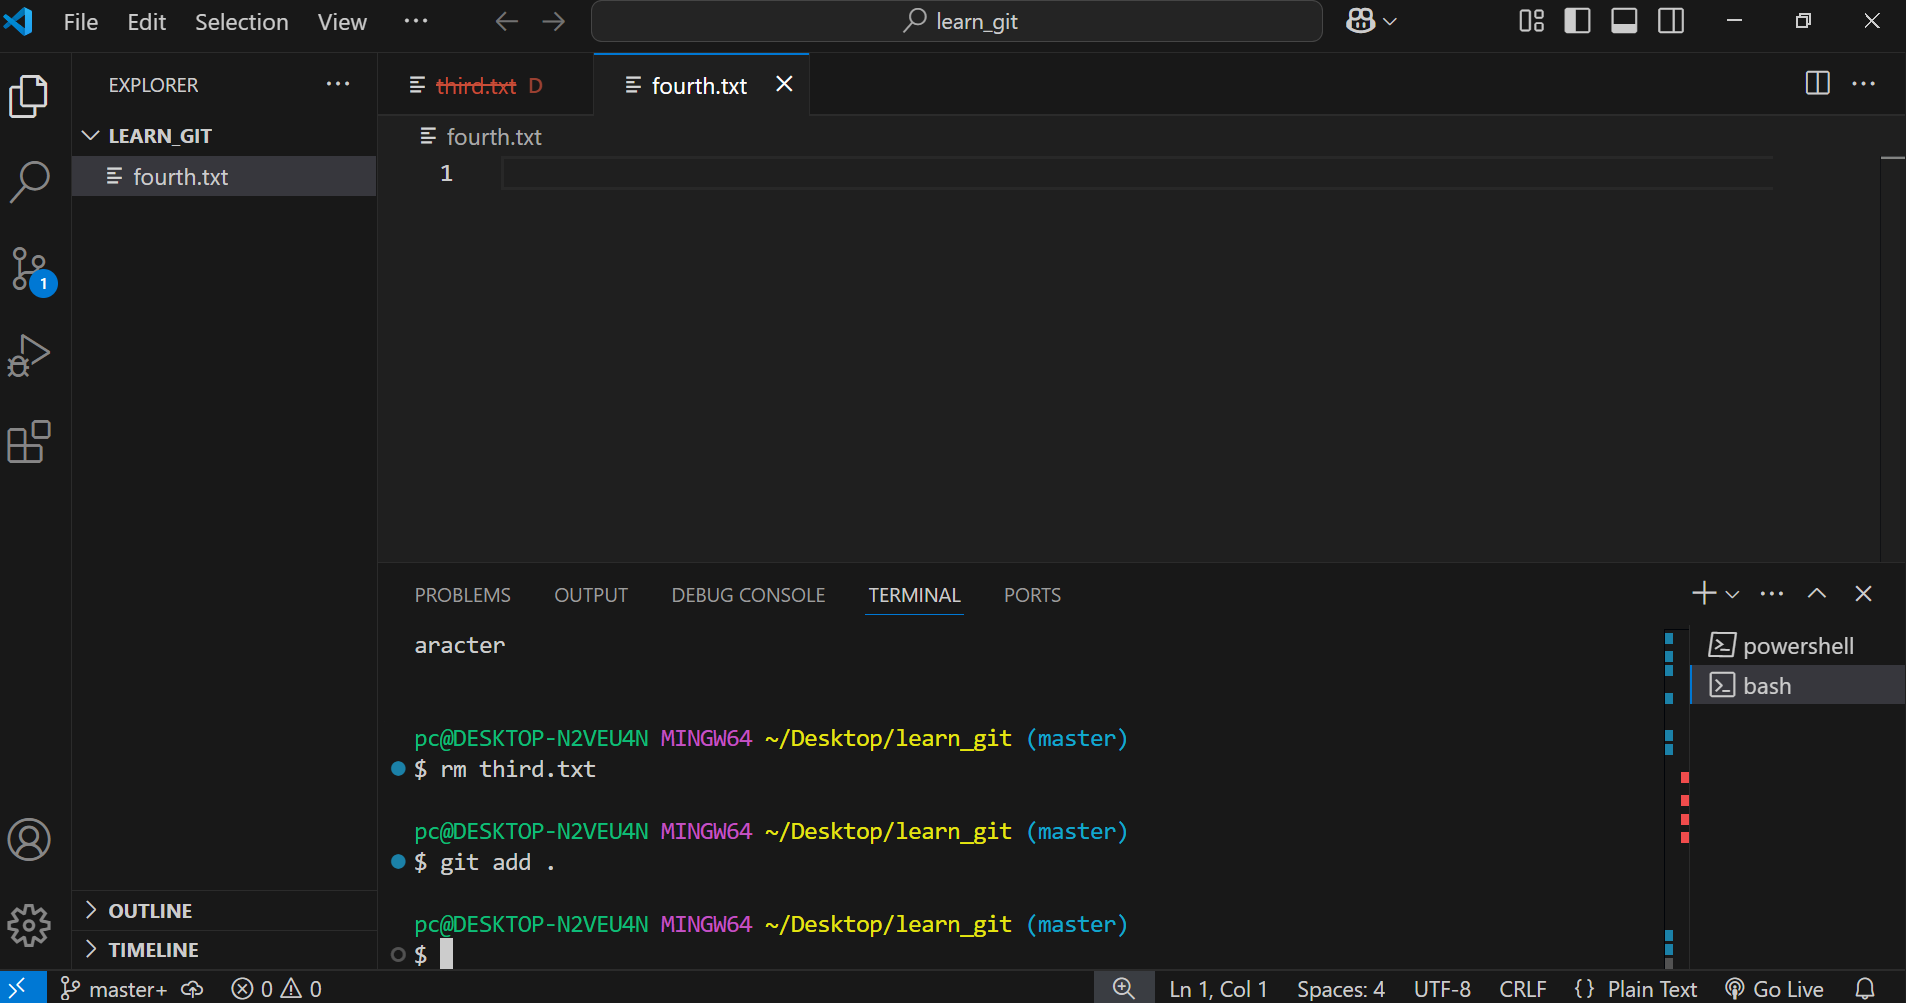 File Edit Selection View ··· learn_git
EXPLORER ···
LEARN_GIT
fourth.txt
1
OUTLINE
TIMELINE
third.txt D
fourth.txt
fourth.txt
1
PROBLEMS OUTPUT DEBUG CONSOLE TERMINAL PORTS
aracter
pc@DESKTOP-N2VEU4N MINGW64 ~/Desktop/learn_git (master)
$ rm third.txt
pc@DESKTOP-N2VEU4N MINGW64 ~/Desktop/learn_git (master)
$ git add .
pc@DESKTOP-N2VEU4N MINGW64 ~/Desktop/learn_git (master)
$
powershell
bash
master+ 0 0 Ln 1, Col 1 Spaces: 4 UTF-8 CRLF {} Plain Text Go Live